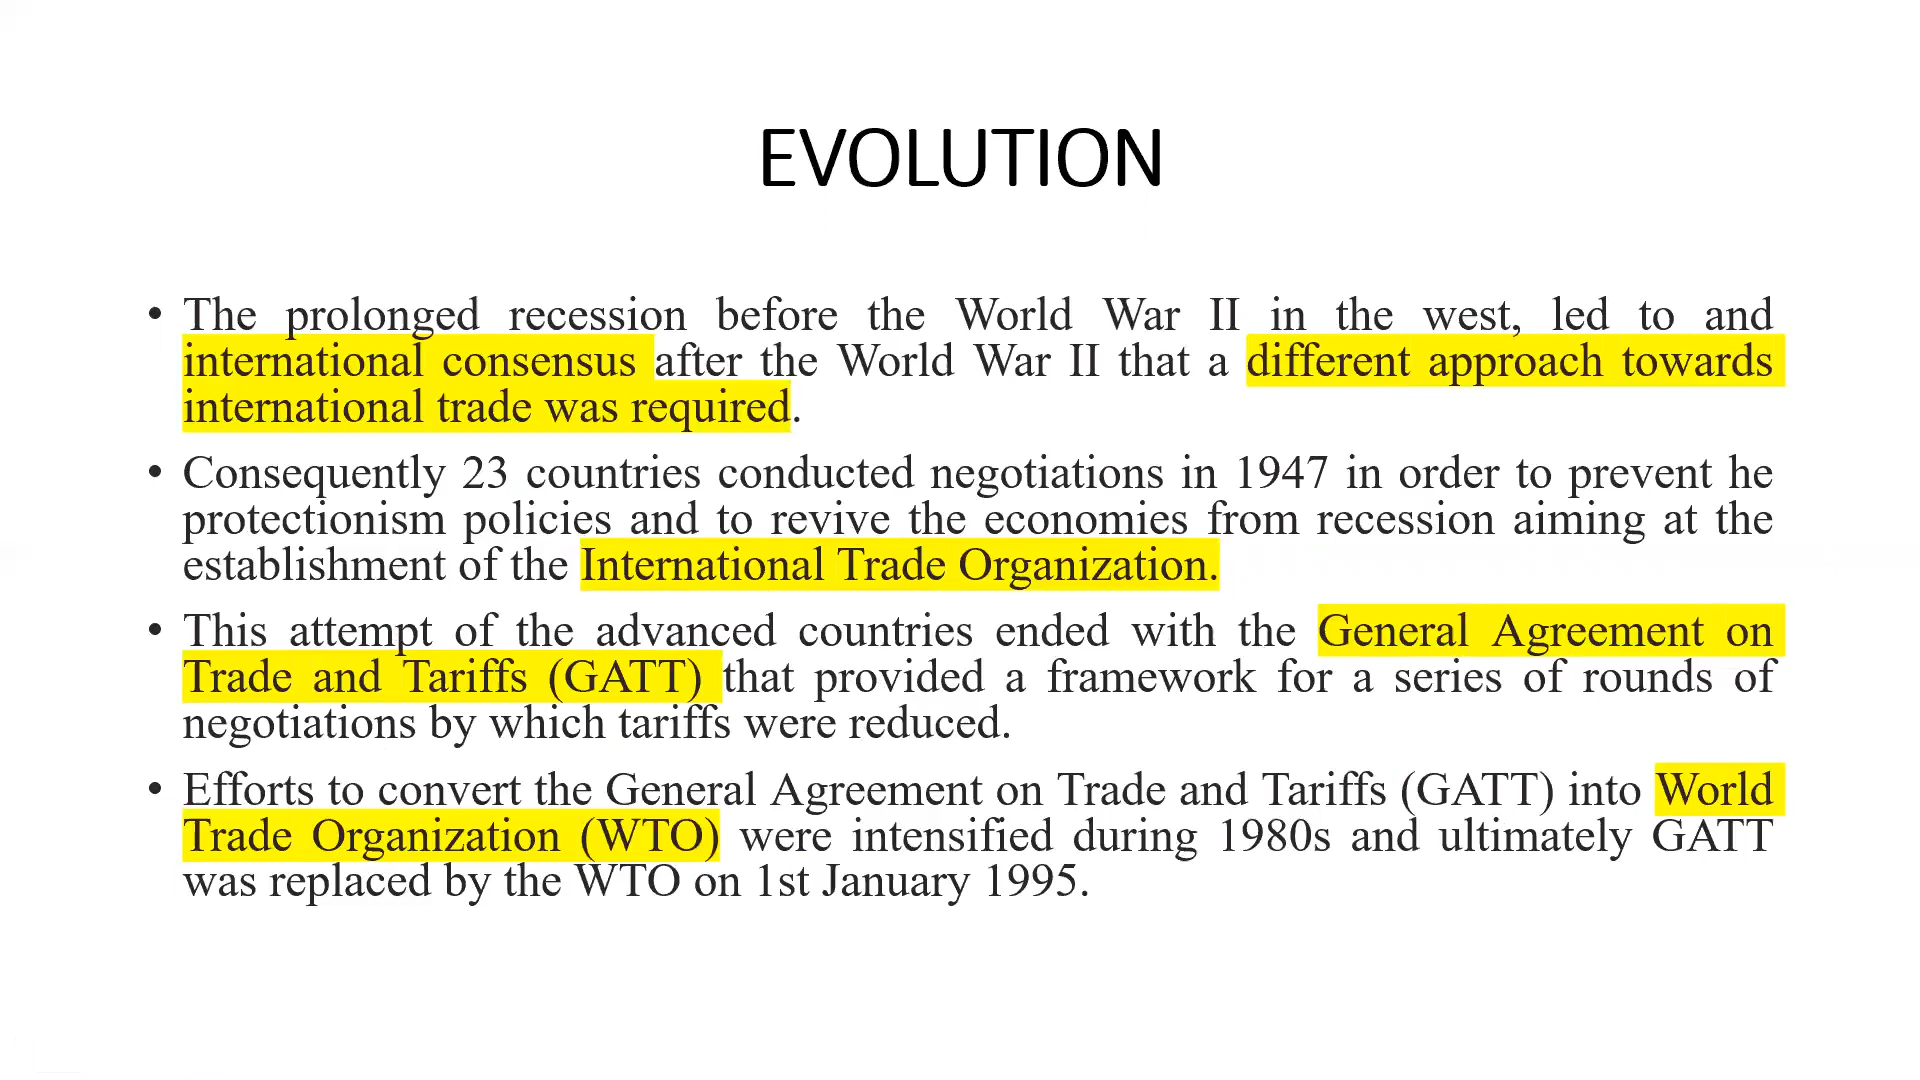 EVOLUTION
• The prolonged recession before the World War II in the west, led to and
international consensus after the World War II that a different approach towards
international trade was required.
• Consequently 23 countries conducted negotiations in 1947 in order to prevent he
protectionism policies and to revive the economies from recession aiming at the
establishment of the International Trade Organization.
• This attempt of the advanced countries ended with the General Agreement on
Trade and Tariffs (GATT) that provided a framework for a series of rounds of
negotiations by which tariffs were reduced.
• Efforts to convert the General Agreement on Trade and Tariffs (GATT) into World
Trade Organization (WTO) were intensified during 1980s and ultimately GATT
was replaced by the WTO on 1st January 1995.